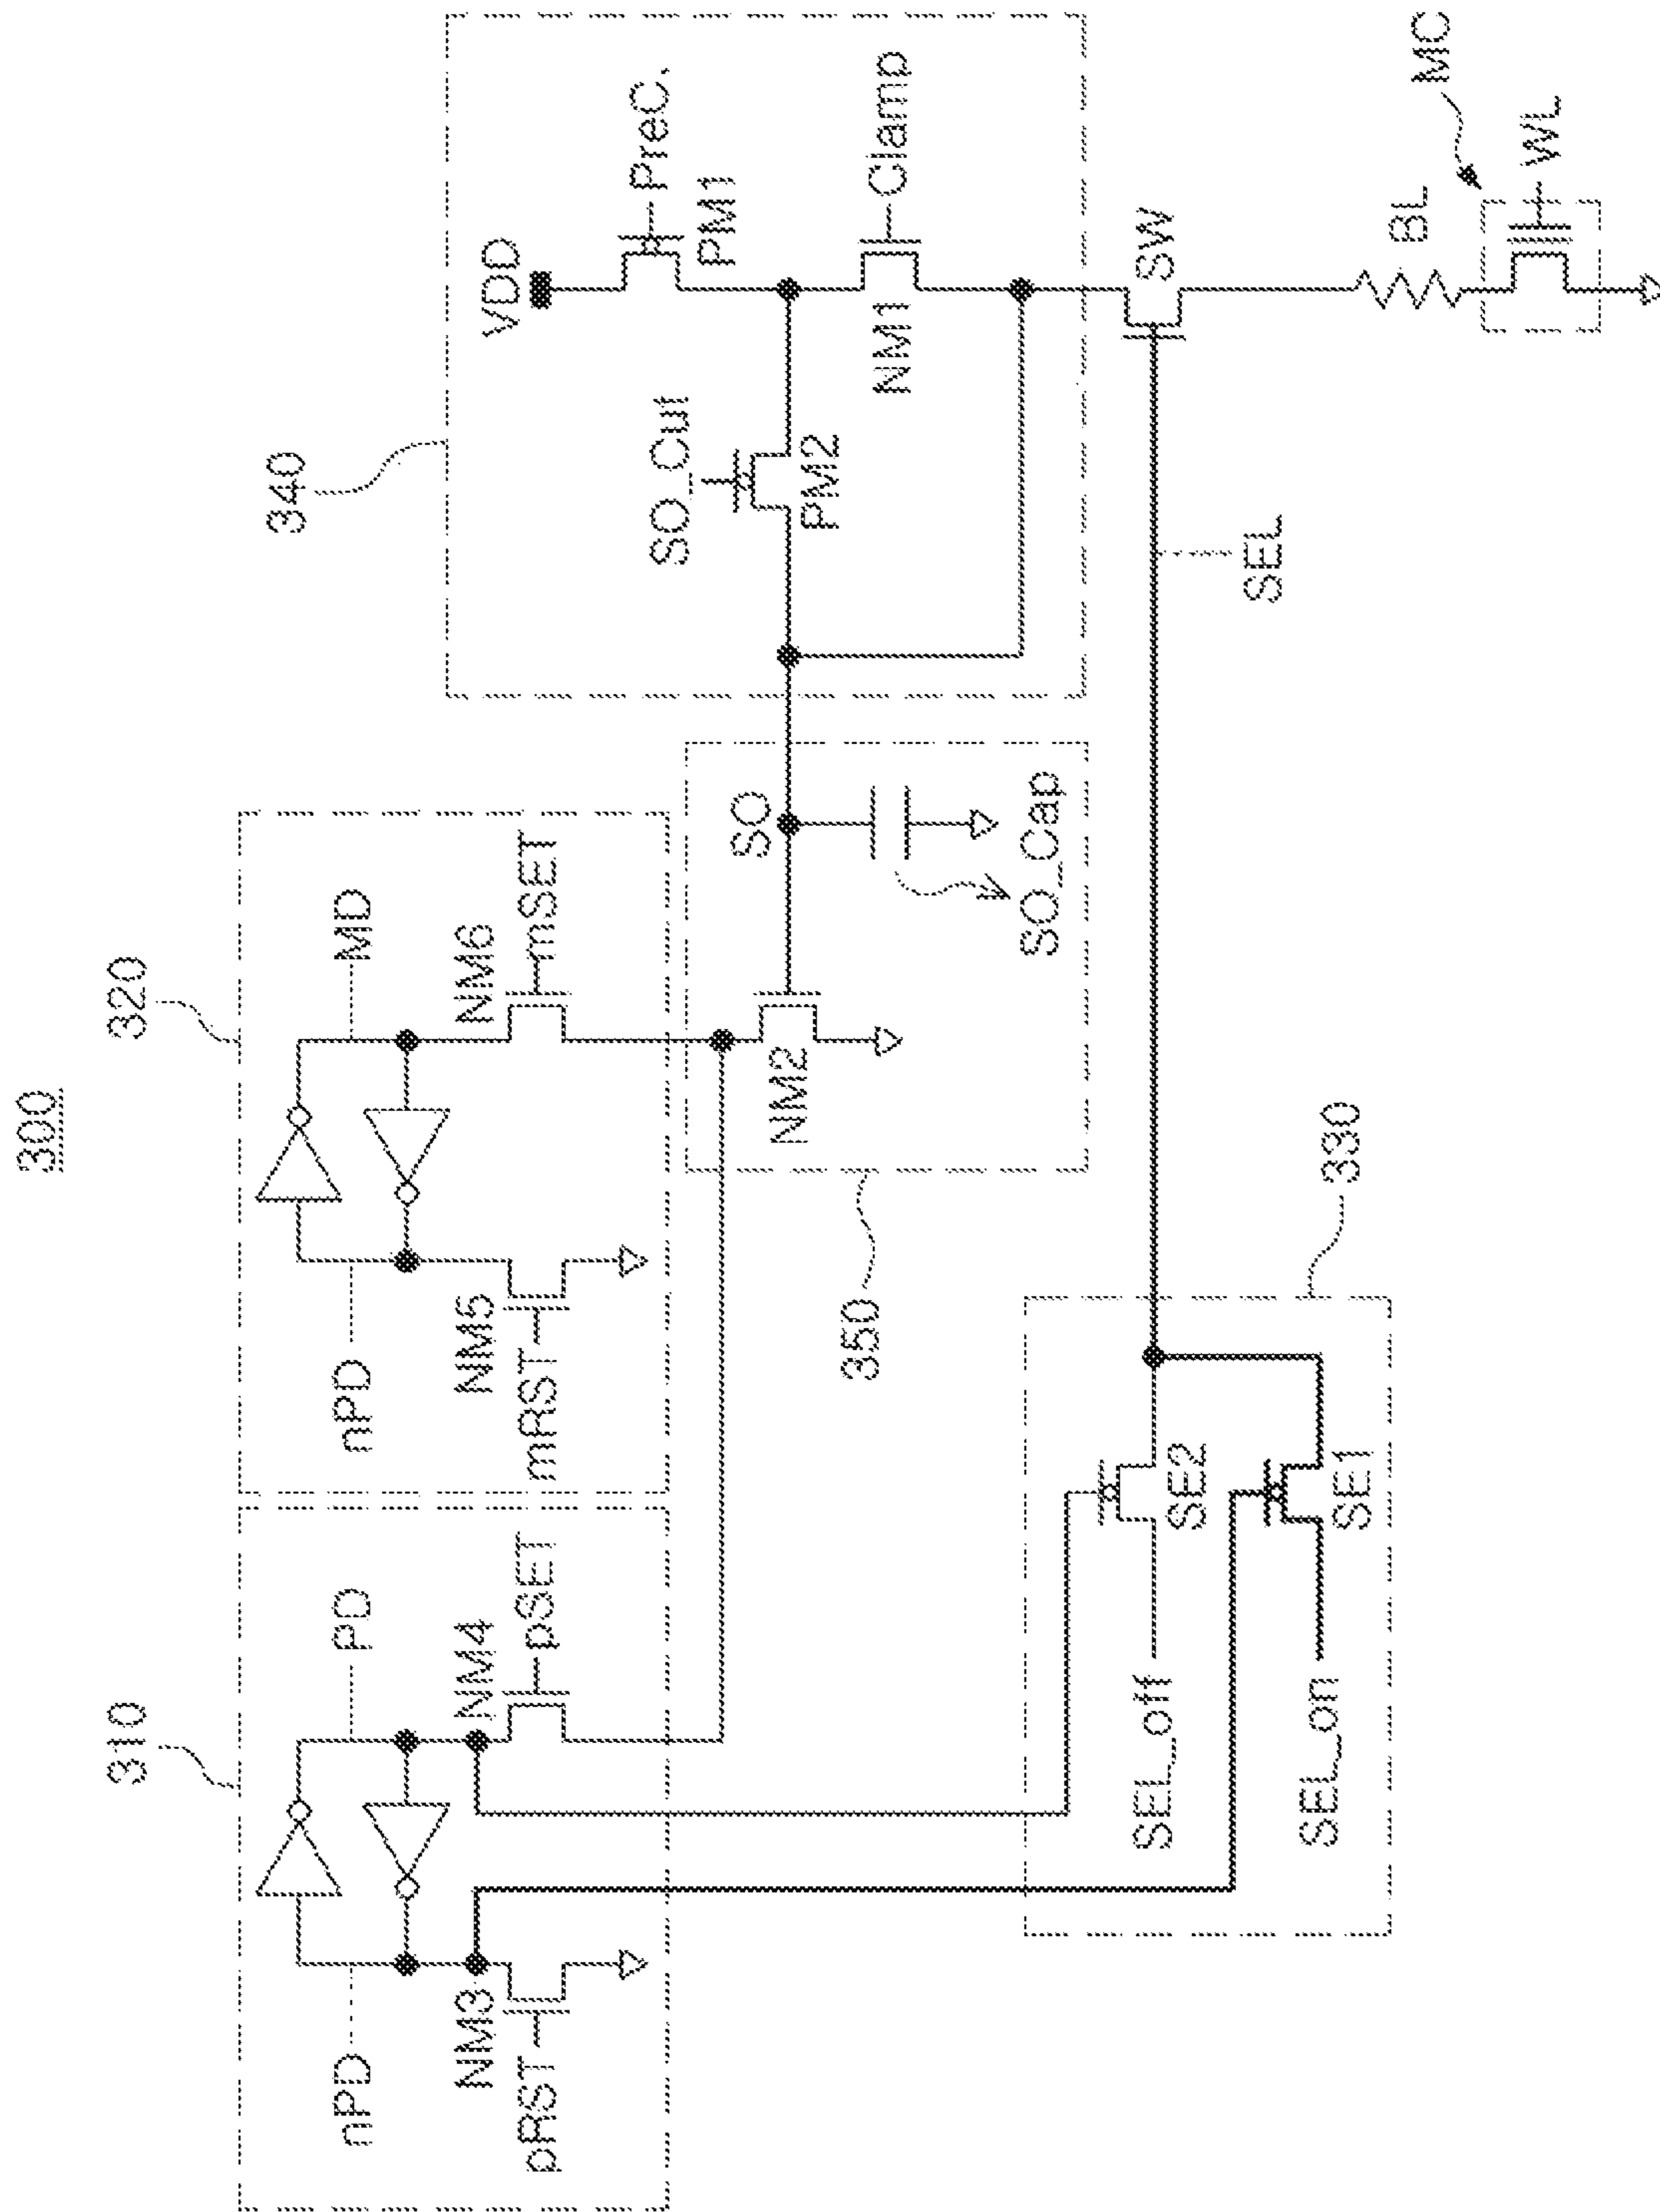 300
310
320
nPD
PD
nPD
MD
NM3
NM4
NM5
NM6
pRST
pSET
mRST
mSET
340
VDD
PreC.
PM1
SO_Cut
PM2
NM1
Clamp
SO
NM2
SO_Cap
350
330
SEL_off
SE2
SEL_on
SE1
SEL
SW
BL
MC
WL